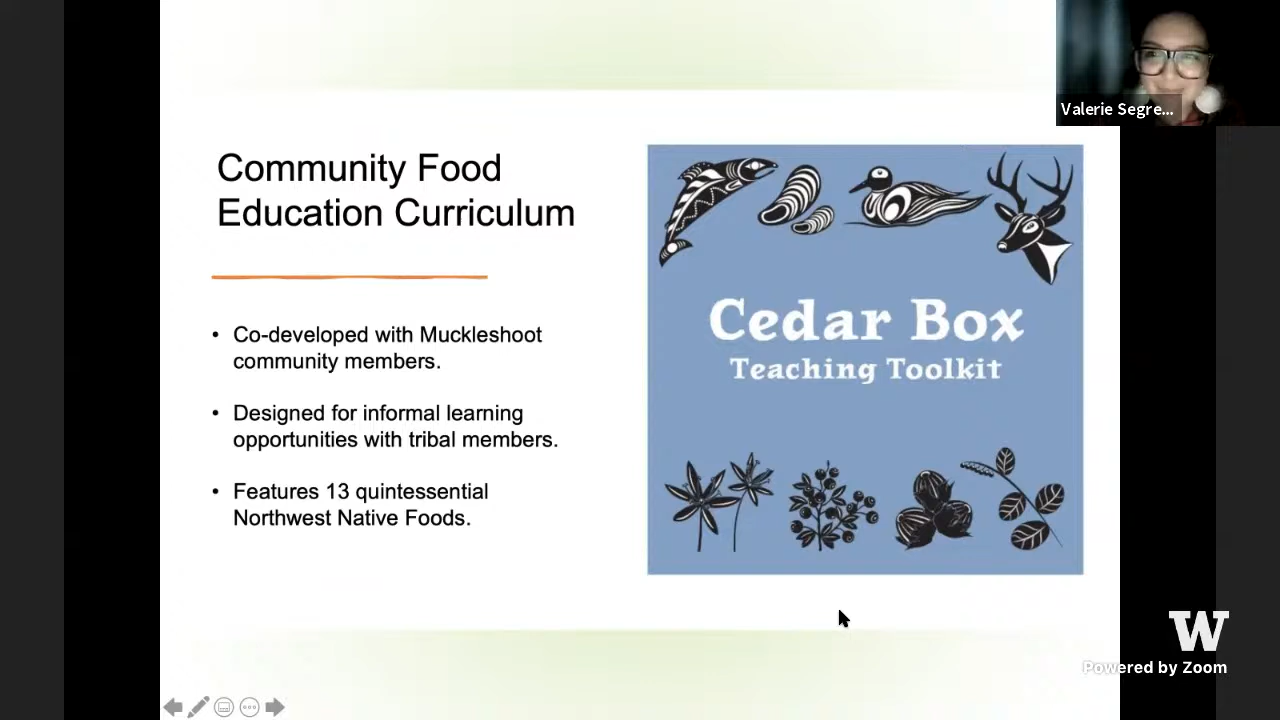 Valerie Segre...
Community Food
Education Curriculum
• Co-developed with Muckleshoot
community members.
• Designed for informal learning
opportunities with tribal members.
• Features 13 quintessential
Northwest Native Foods.
Cedar Box
Teaching Toolkit
W
Powered by Zoom